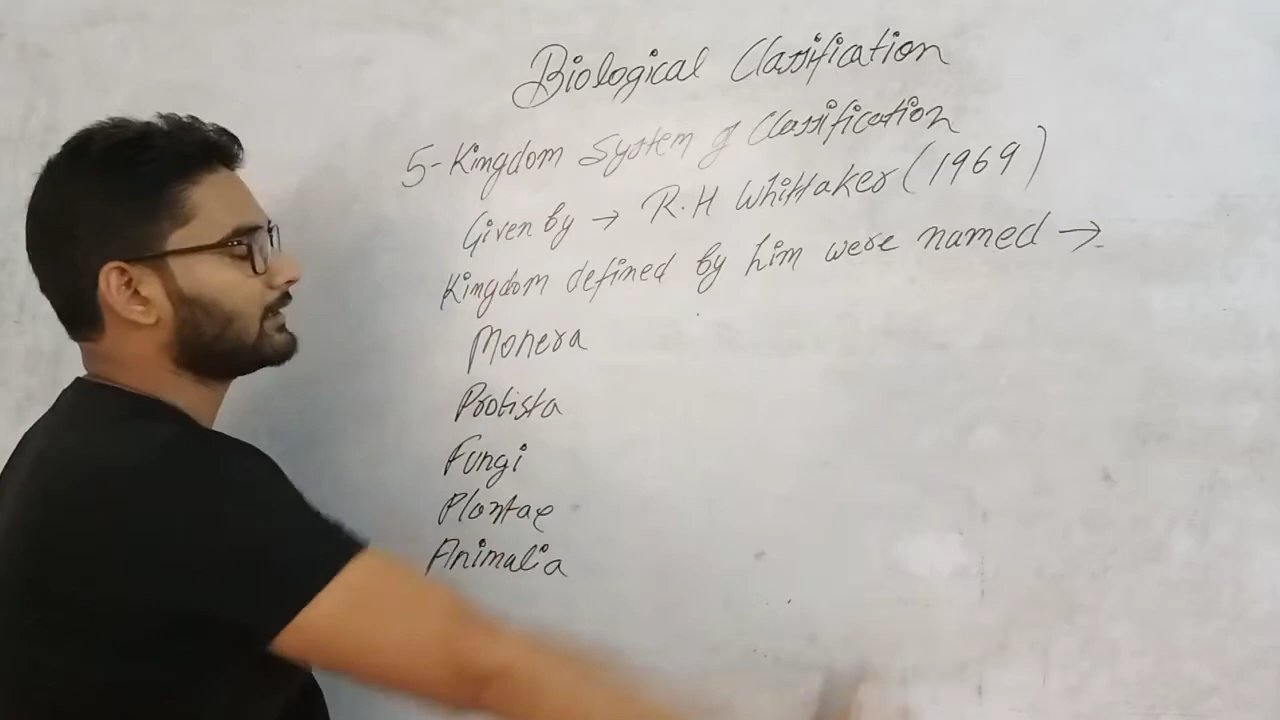 Biological Classification
5-Kingdom System of Classification
Given by → R.H Whittaker (1969)
Kingdom defined by him were named →
Monera
Protista
Fungi
Plantae
Animalia